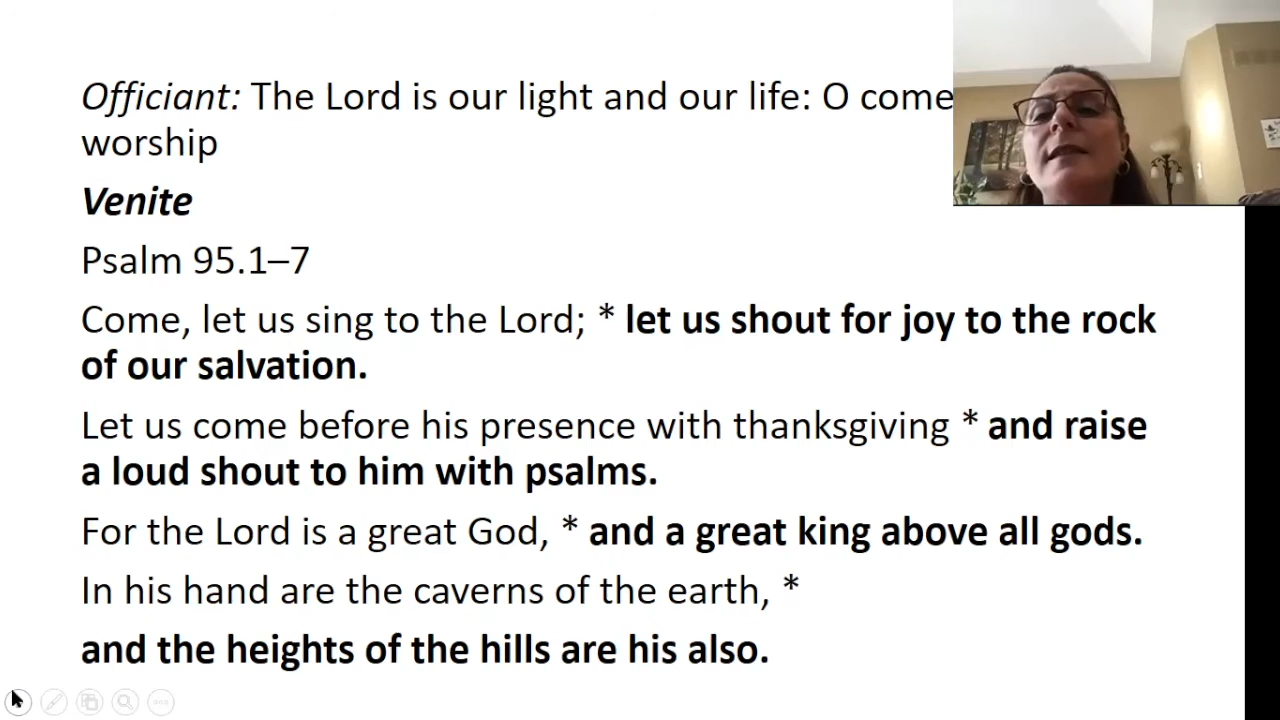 Officiant: The Lord is our light and our life: O come
worship
Venite
Psalm 95.1–7
Come, let us sing to the Lord; * let us shout for joy to the rock
of our salvation.
Let us come before his presence with thanksgiving * and raise
a loud shout to him with psalms.
For the Lord is a great God, * and a great king above all gods.
In his hand are the caverns of the earth, *
and the heights of the hills are his also.